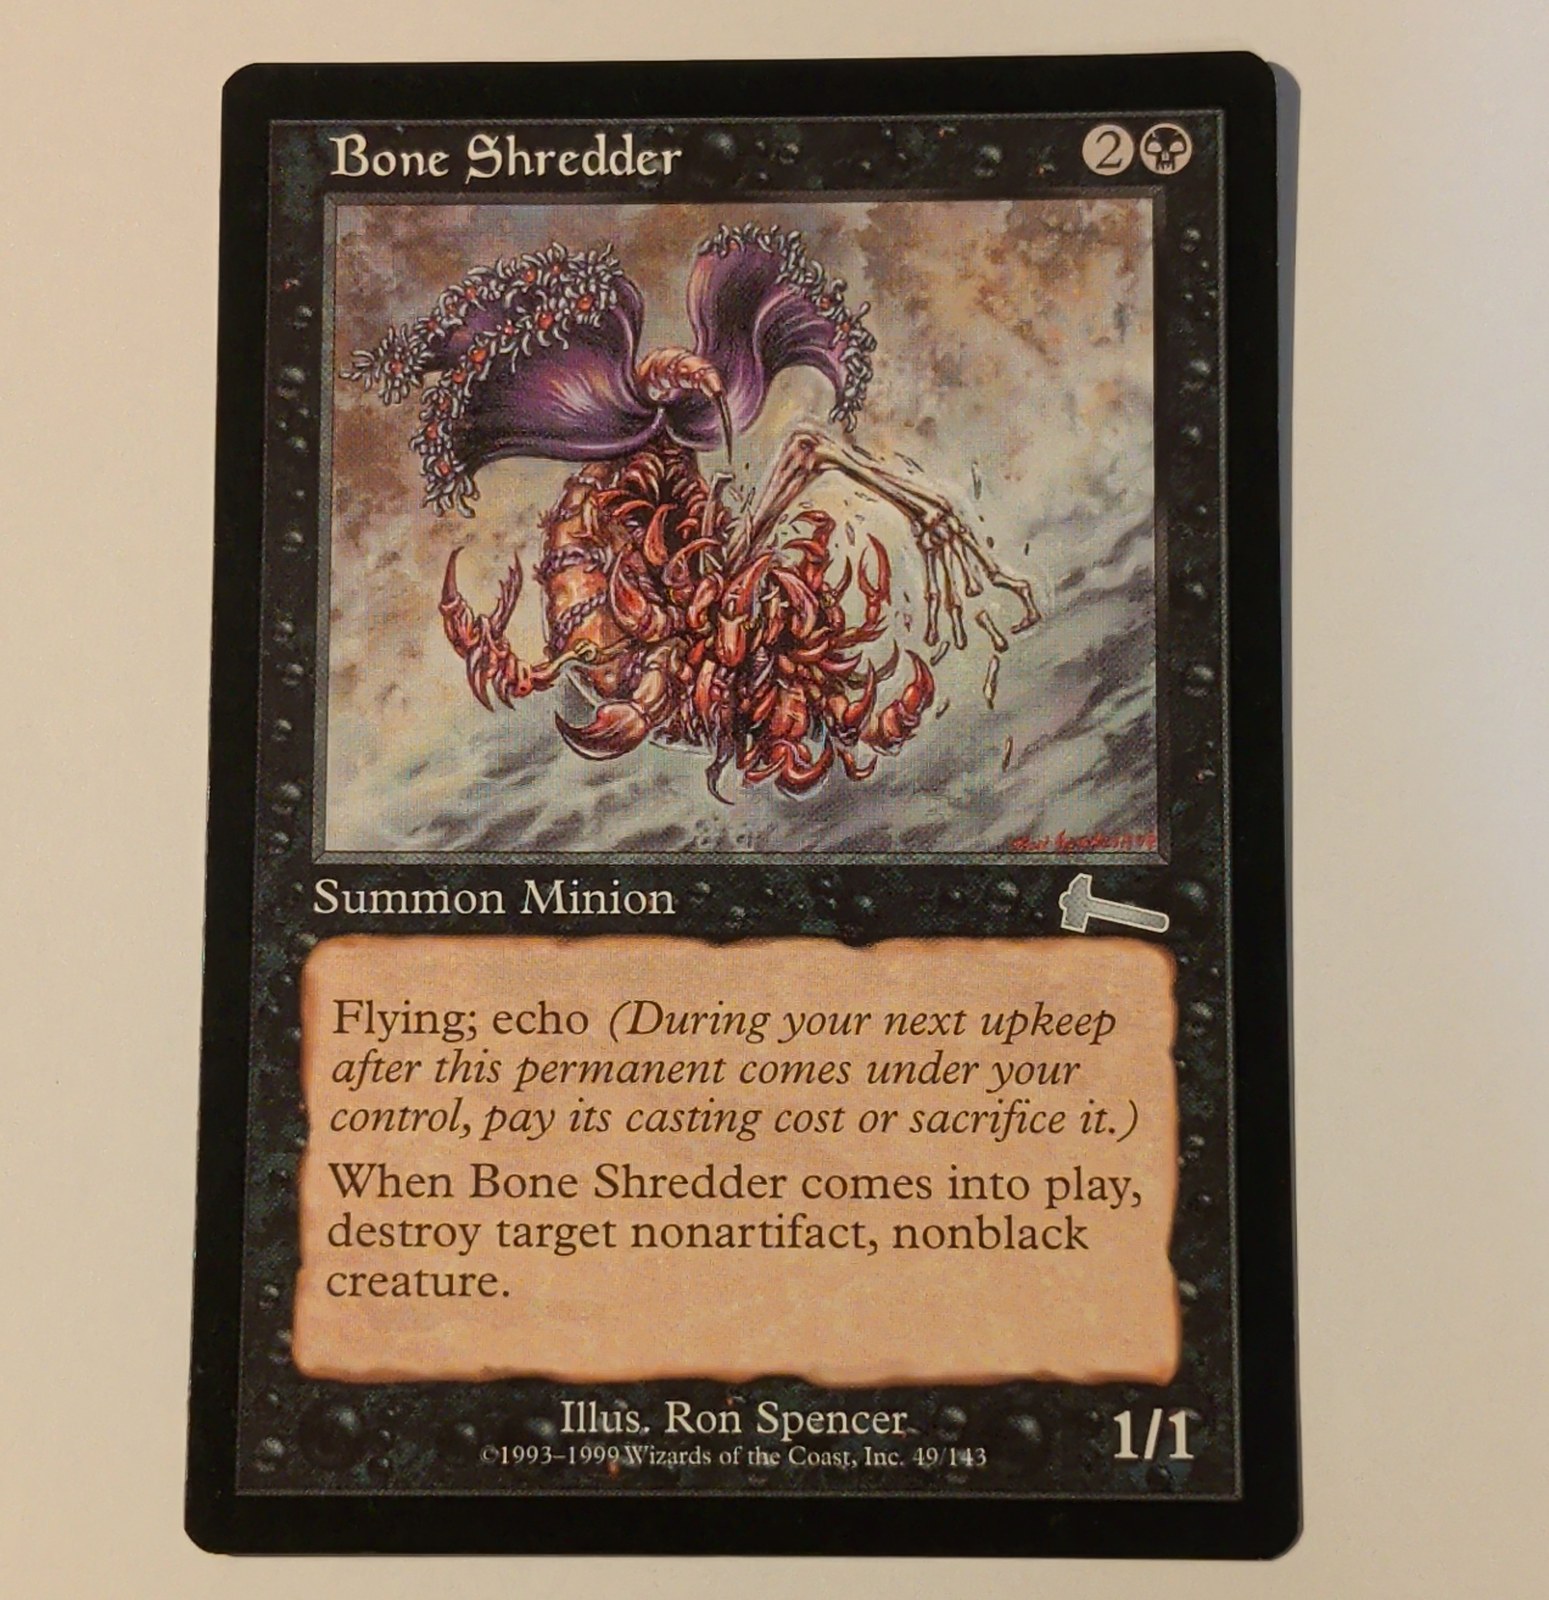 Bone Shredder 2
Summon Minion
Flying; echo (During your next upkeep
after this permanent comes under your
control, pay its casting cost or sacrifice it.)
When Bone Shredder comes into play,
destroy target nonartifact, nonblack
creature.
Illus. Ron Spencer
©1993–1999 Wizards of the Coast, Inc. 49/143
1/1